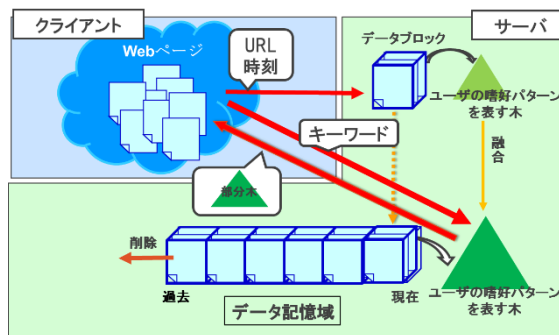 クライアント
サーバ
Webページ
URL
時刻
データブロック
ユーザの嗜好パターン
を表す木
キーワード
融合
部分木
削除
過去
現在
ユーザの嗜好パターン
を表す木
データ記憶域